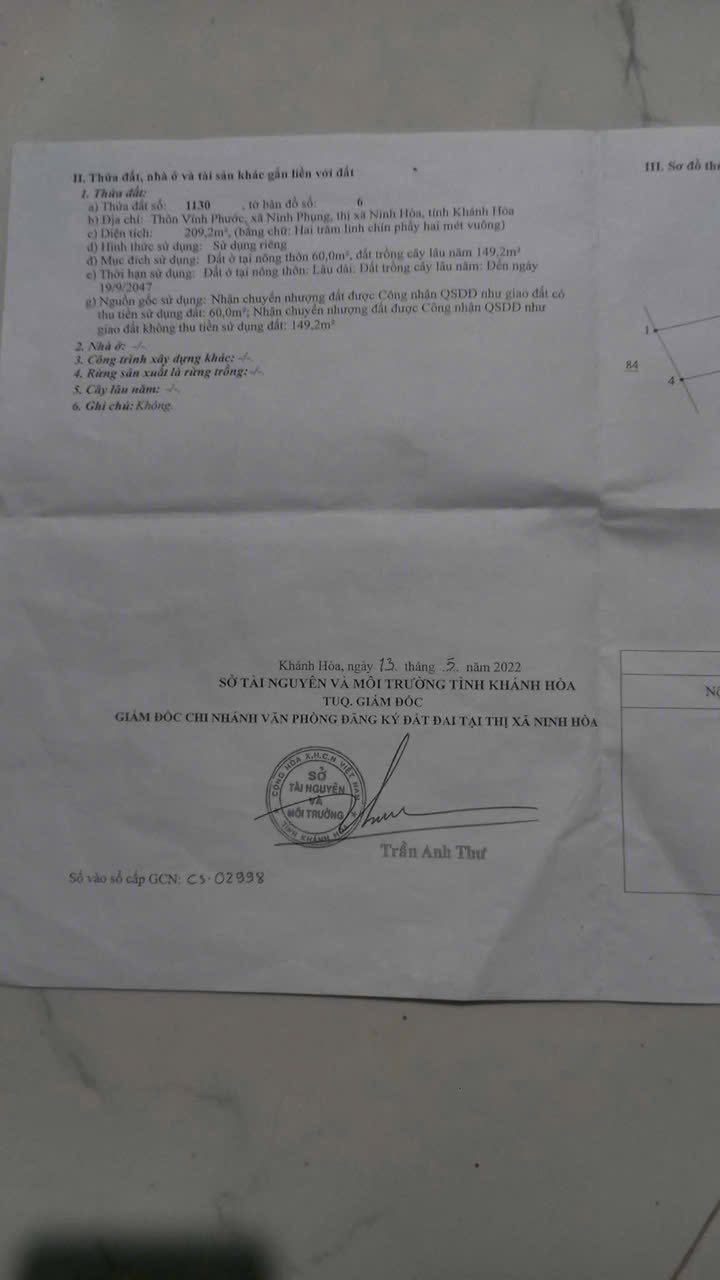 II. Thửa đất, nhà ở và tài sản khác gắn liền với đất
1. Thửa đất:
a) Thửa đất số: 1130 , tờ bản đồ số: 6
b) Địa chỉ: Thôn Vĩnh Phước, xã Ninh Phụng, thị xã Ninh Hòa, tỉnh Khánh Hòa
c) Diện tích: 209,2m², (bằng chữ: Hai trăm linh chín phẩy hai mét vuông)
d) Hình thức sử dụng: Sử dụng riêng
đ) Mục đích sử dụng: Đất ở tại nông thôn 60,0m², đất trồng cây lâu năm 149,2m²
e) Thời hạn sử dụng: Đất ở tại nông thôn: Lâu dài; Đất trồng cây lâu năm: Đến ngày
19/9/2047
g) Nguồn gốc sử dụng: Nhận chuyển nhượng đất được Công nhận QSDĐ như giao đất có
thu tiền sử dụng đất: 60,0m²; Nhận chuyển nhượng đất được Công nhận QSDĐ như
giao đất không thu tiền sử dụng đất: 149,2m²
2. Nhà ở: -/-
3. Công trình xây dựng khác: -/-
4. Rừng sản xuất là rừng trồng: -/-
5. Cây lâu năm: -/-
6. Ghi chú: Không.
III. Sơ đồ
1
84
4
Khánh Hòa, ngày 13 tháng 5 năm 2022
SỞ TÀI NGUYÊN VÀ MÔI TRƯỜNG TỈNH KHÁNH HÒA
TUQ. GIÁM ĐỐC
GIÁM ĐỐC CHI NHÁNH VĂN PHÒNG ĐĂNG KÝ ĐẤT ĐAI TẠI THỊ XÃ NINH HÒA
CỘNG HÒA X.H.C.N VIỆT NAM
SỞ
TÀI NGUYÊN
VÀ
MÔI TRƯỜNG
TỈNH KHÁNH HÒA
Trần Anh Thư
Số vào sổ cấp GCN: CS.02998